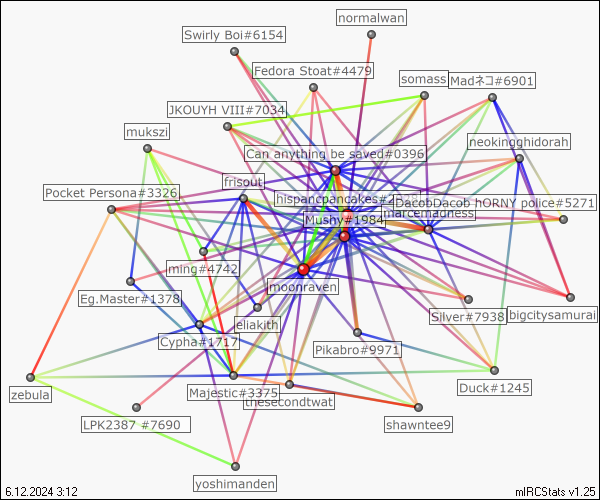 normalwan
Swirly Boi#6154
Fedora Stoat#4479
somass
Madネコ#6901
JKOUYH VIII#7034
mukszi
neokingghidorah
Can anything be saved#0396
frisout
Pocket Persona#3326
hispancpancakes#2
DacobDacob hORNY police#5271
Mushy#1984
marcemadness
ming#4742
moonraven
Eg.Master#1378
eliakith
Silver#7938
bigcitysamurai
Cypha#1717
Pikabro#9971
zebula
Majestic#3375
thesecondtwat
Duck#1245
LPK2387 #7690
shawntee9
yoshimanden
6.12.2024 3:12
mIRCStats v1.25